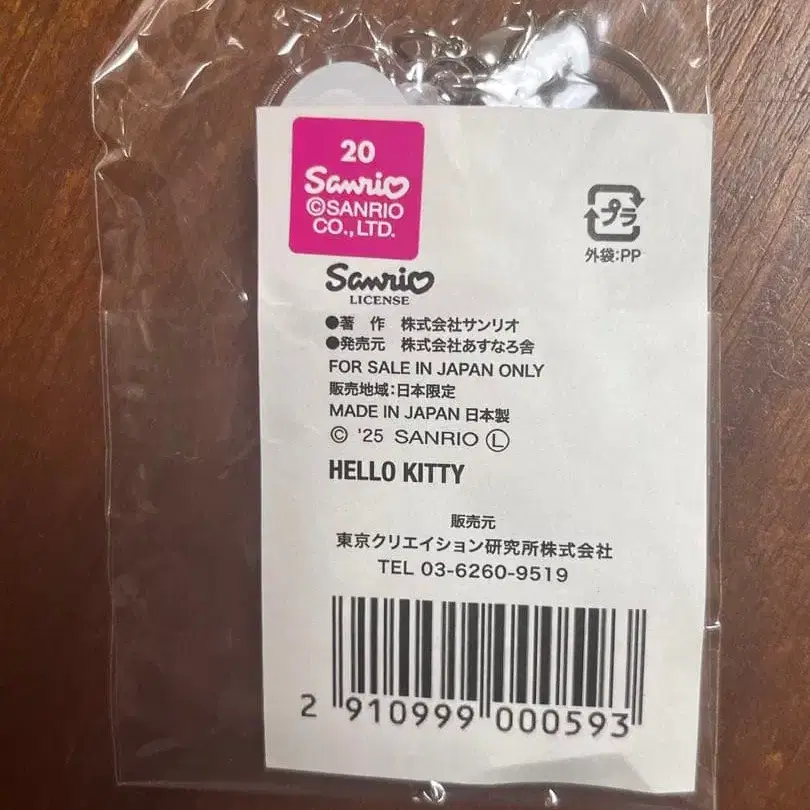 20
Sanrio
©SANRIO
CO., LTD.
プラ
外袋:PP
Sanrio
LICENSE
●著 作 株式会社サンリオ
●発売元 株式会社あすなろ舎
FOR SALE IN JAPAN ONLY
販売地域:日本限定
MADE IN JAPAN 日本製
© '25 SANRIO Ⓛ
HELLO KITTY
販売元
東京クリエイション研究所株式会社
TEL 03-6260-9519
2 910999 000593